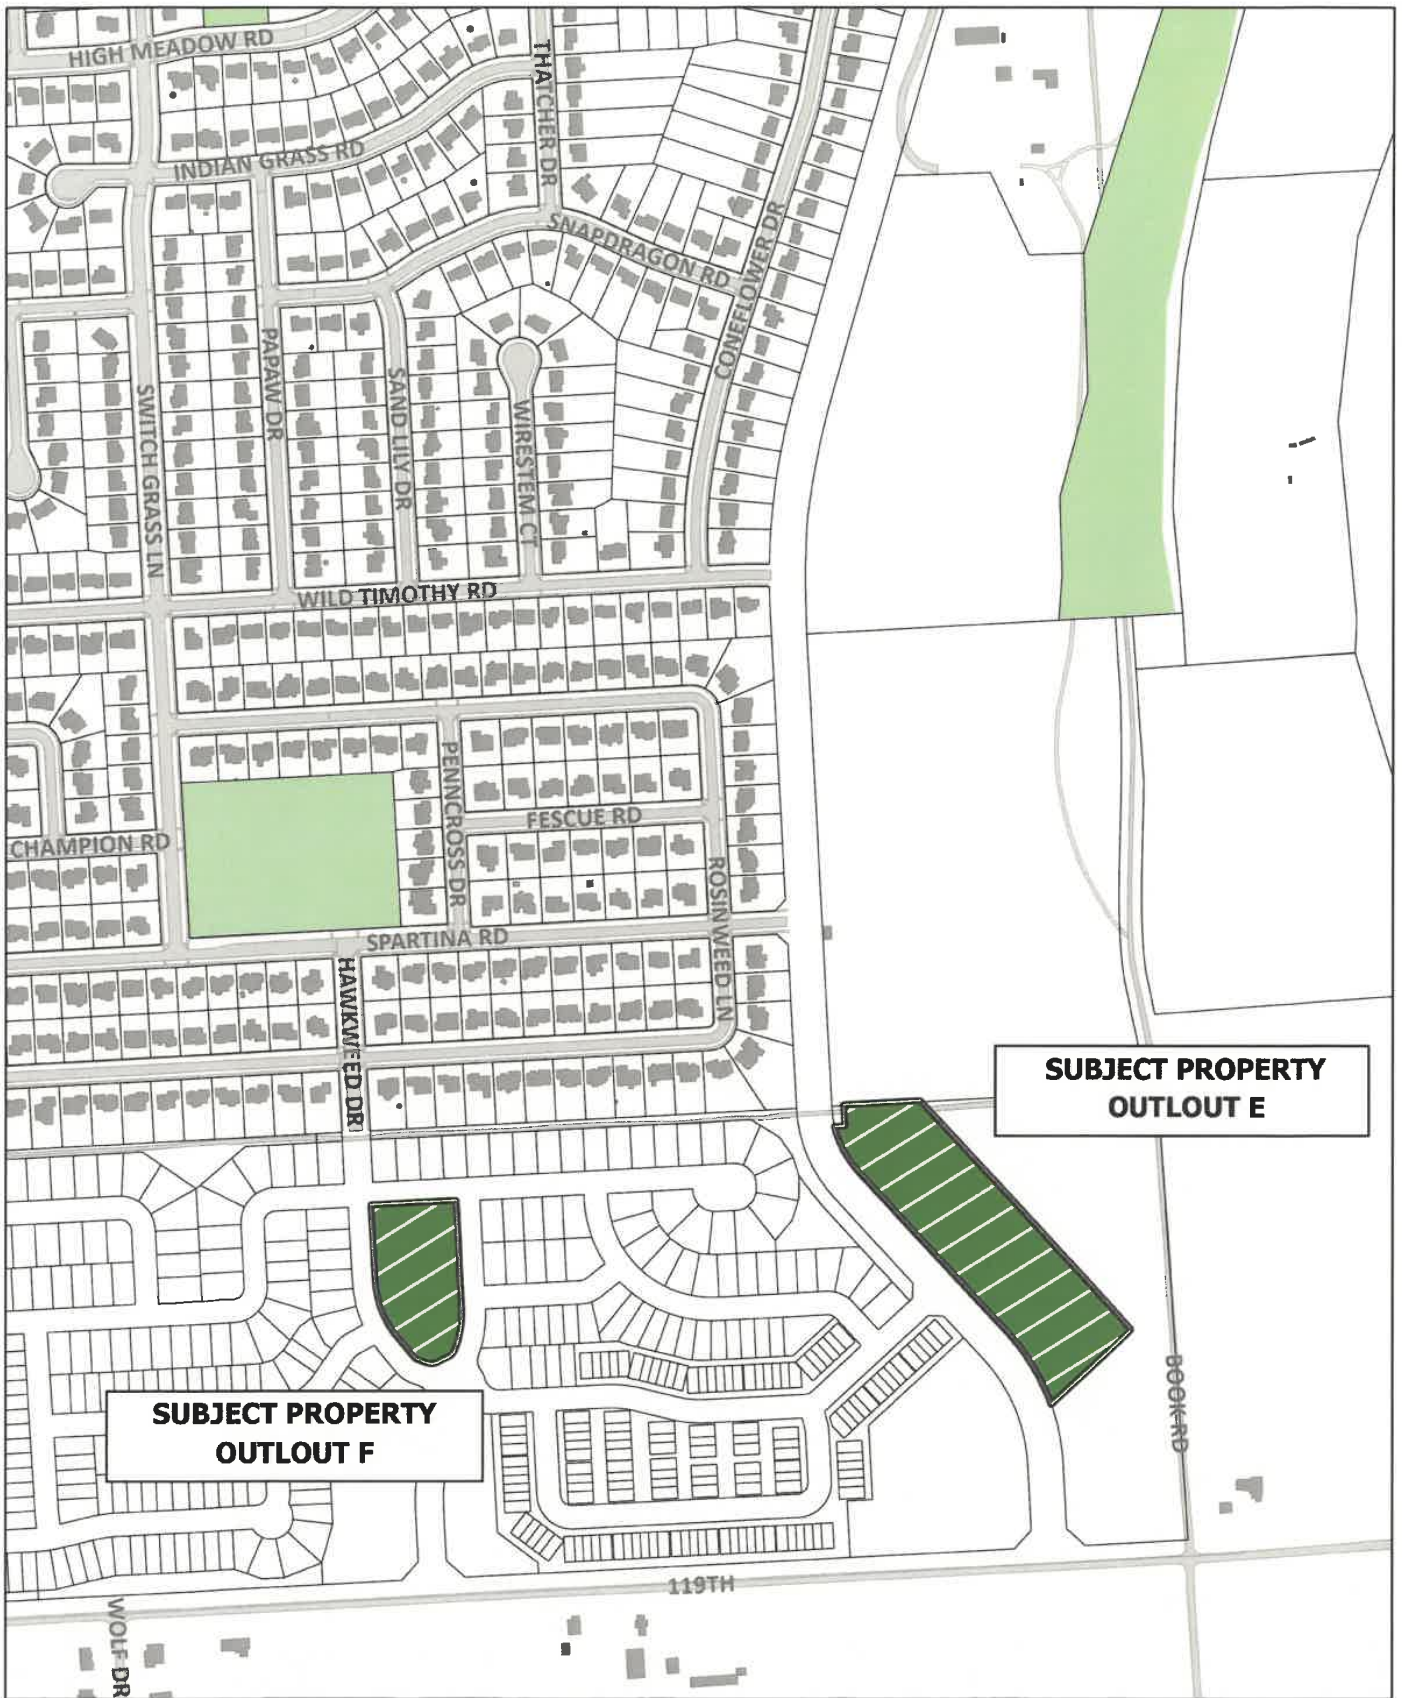 HIGH MEADOW RD
THATCHER DR
INDIAN GRASS RD
SNAPDRAGON RD
CONEFLOWER DR
PAPAW DR
SAND LILY DR
SWITCH GRASS LN
WIRESTEM CT
WILD TIMOTHY RD
PENNCROSS DR
FESCUE RD
CHAMPION RD
ROSINWEED LN
SPARTINA RD
HAWKWEED DR
SUBJECT PROPERTY
OUTLOUT E
SUBJECT PROPERTY
OUTLOUT F
BOOK RD
119TH
WOLF DR